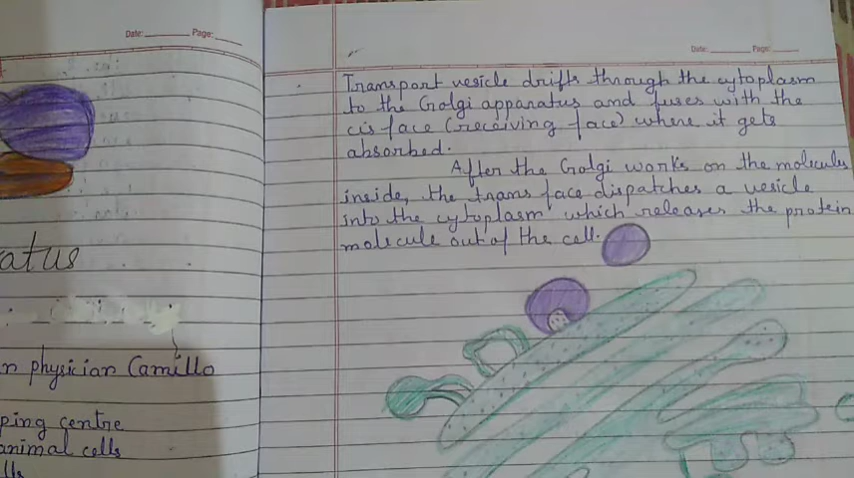 Date: Page:
atus
n physician Camillo
ping centre
animal cells
lls
Date: Page:
Transport vesicle drifts through the cytoplasm
to the Golgi apparatus and fuses with the
cis face (receiving face) where it gets
absorbed.
After the Golgi works on the molecules
inside, the trans face dispatches a vesicle
into the cytoplasm which releases the protein
molecule out of the cell.